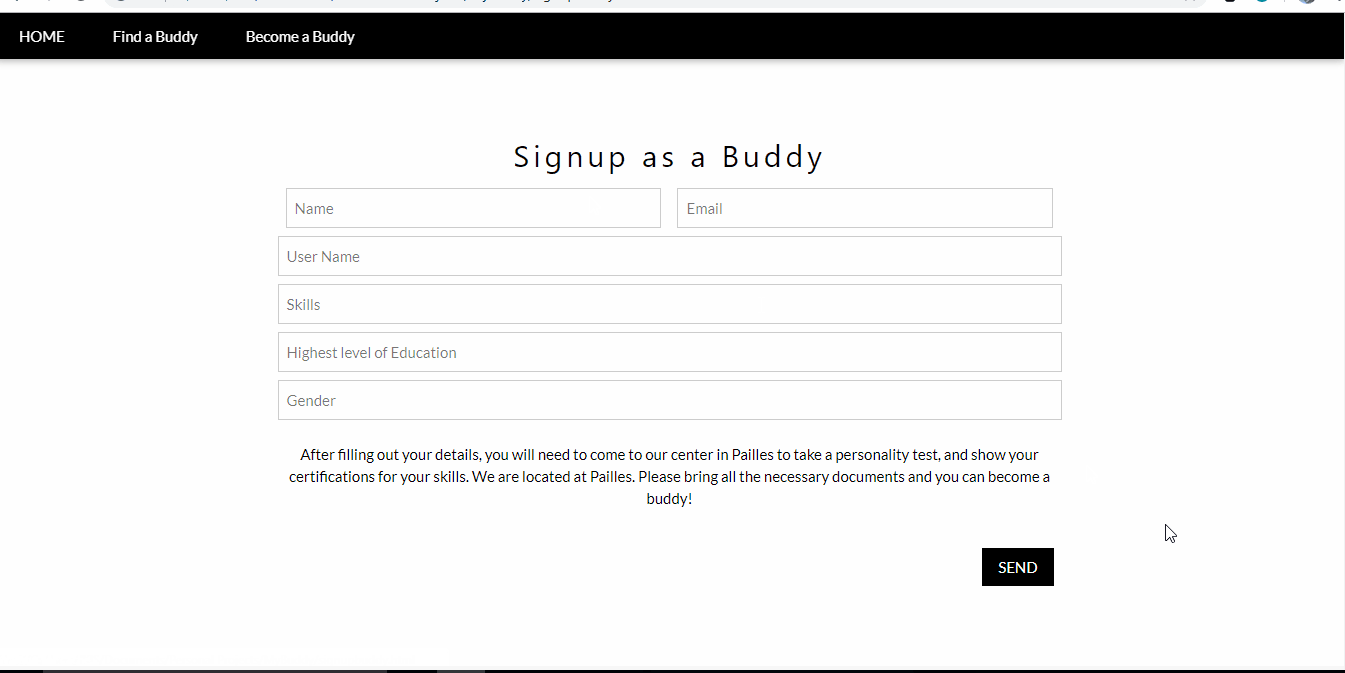 HOME Find a Buddy Become a Buddy
Signup as a Buddy
Name Email
User Name
Skills
Highest level of Education
Gender
After filling out your details, you will need to come to our center in Pailles to take a personality test, and show your
certifications for your skills. We are located at Pailles. Please bring all the necessary documents and you can become a
buddy!
SEND